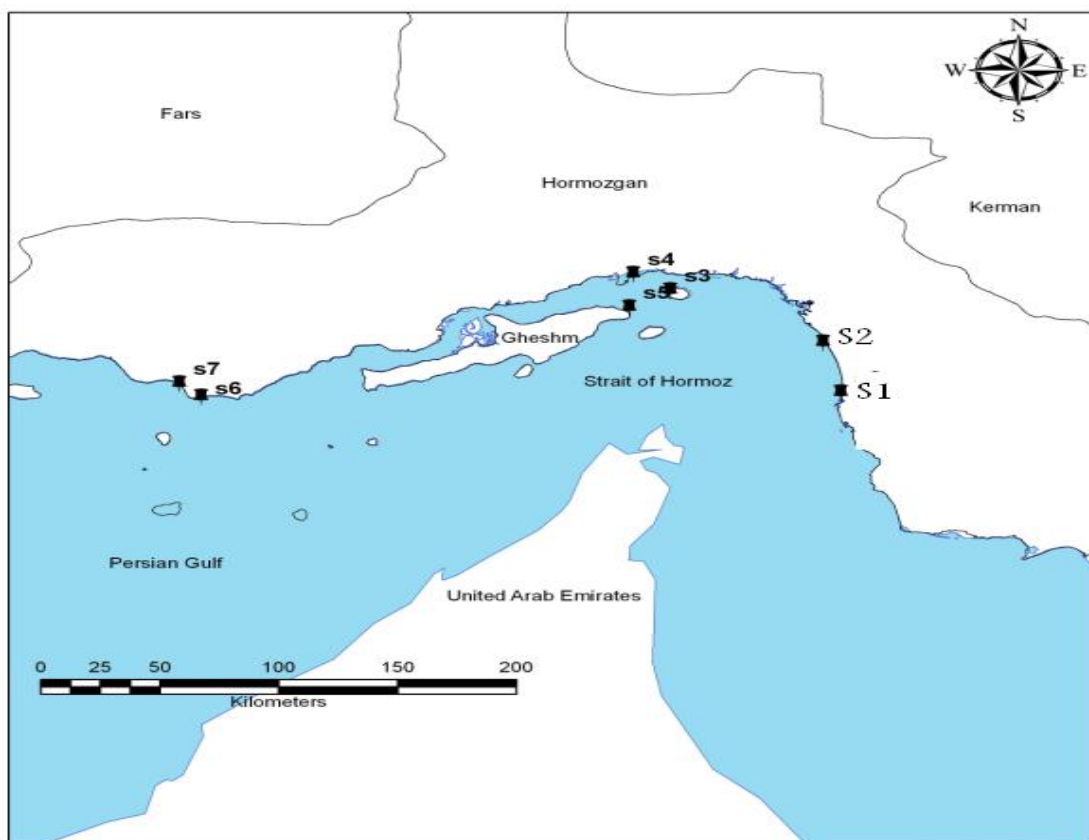 N
W E
S
Fars
Hormozgan
Kerman
s4
s3
s5
S2
Gheshm
s7
s6
Strait of Hormoz
S1
Persian Gulf
United Arab Emirates
0 25 50 100 150 200
Kilometers